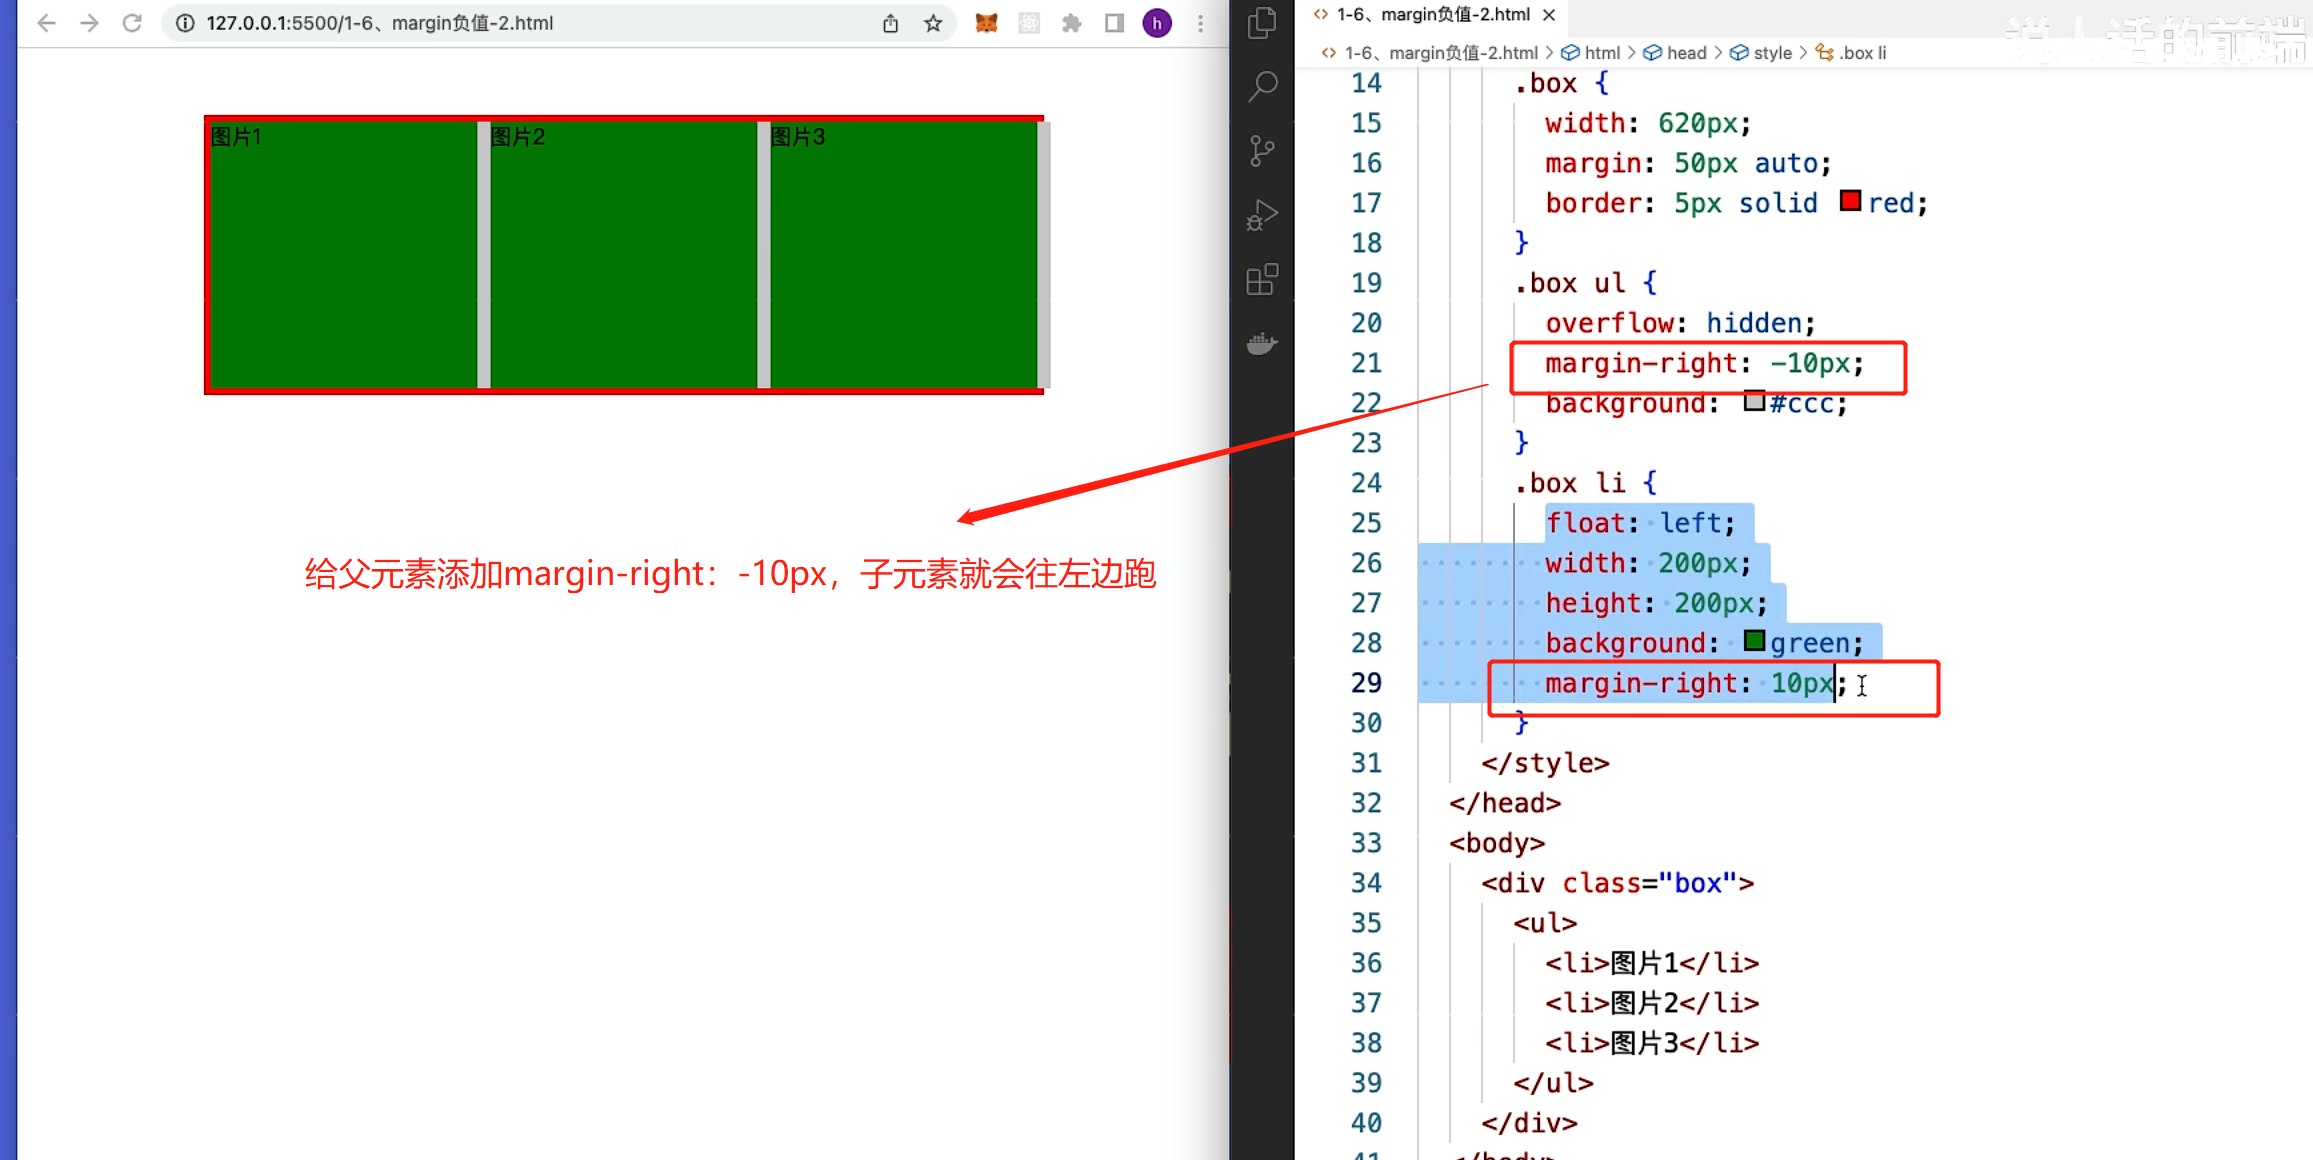 127.0.0.1:5500/1-6、margin负值-2.html
h
图片1
图片2
图片3
给父元素添加margin-right：-10px，子元素就会往左边跑
1-6、margin负值-2.html
1-6、margin负值-2.html > html > head > style > .box li
说人话的前端
14 .box {
15 width: 620px;
16 margin: 50px auto;
17 border: 5px solid red;
18 }
19 .box ul {
20 overflow: hidden;
21 margin-right: -10px;
22 background: #ccc;
23 }
24 .box li {
25 float: left;
26 width: 200px;
27 height: 200px;
28 background: green;
29 margin-right: 10px;
30 }
31 </style>
32 </head>
33 <body>
34 <div class="box">
35 <ul>
36 <li>图片1</li>
37 <li>图片2</li>
38 <li>图片3</li>
39 </ul>
40 </div>
41 </body>